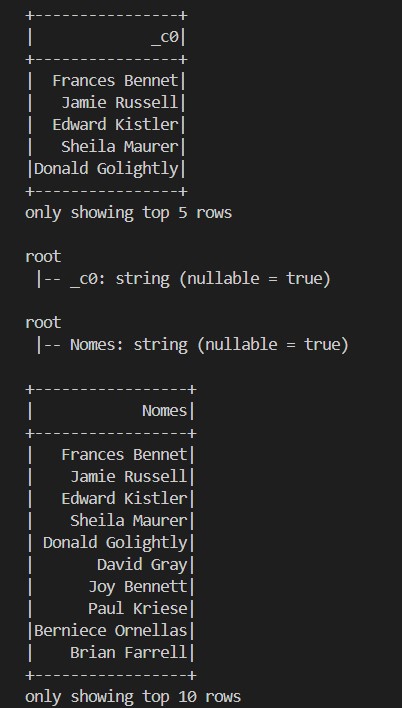 +----------------+
|             _c0|
+----------------+
|  Frances Bennet|
|   Jamie Russell|
|  Edward Kistler|
|   Sheila Maurer|
|Donald Golightly|
+----------------+
only showing top 5 rows
root
 |-- _c0: string (nullable = true)
root
 |-- Nomes: string (nullable = true)
+-----------------+
|            Nomes|
+-----------------+
|   Frances Bennet|
|    Jamie Russell|
|   Edward Kistler|
|    Sheila Maurer|
| Donald Golightly|
|       David Gray|
|      Joy Bennett|
|      Paul Kriese|
|Berniece Ornellas|
|    Brian Farrell|
+-----------------+
only showing top 10 rows